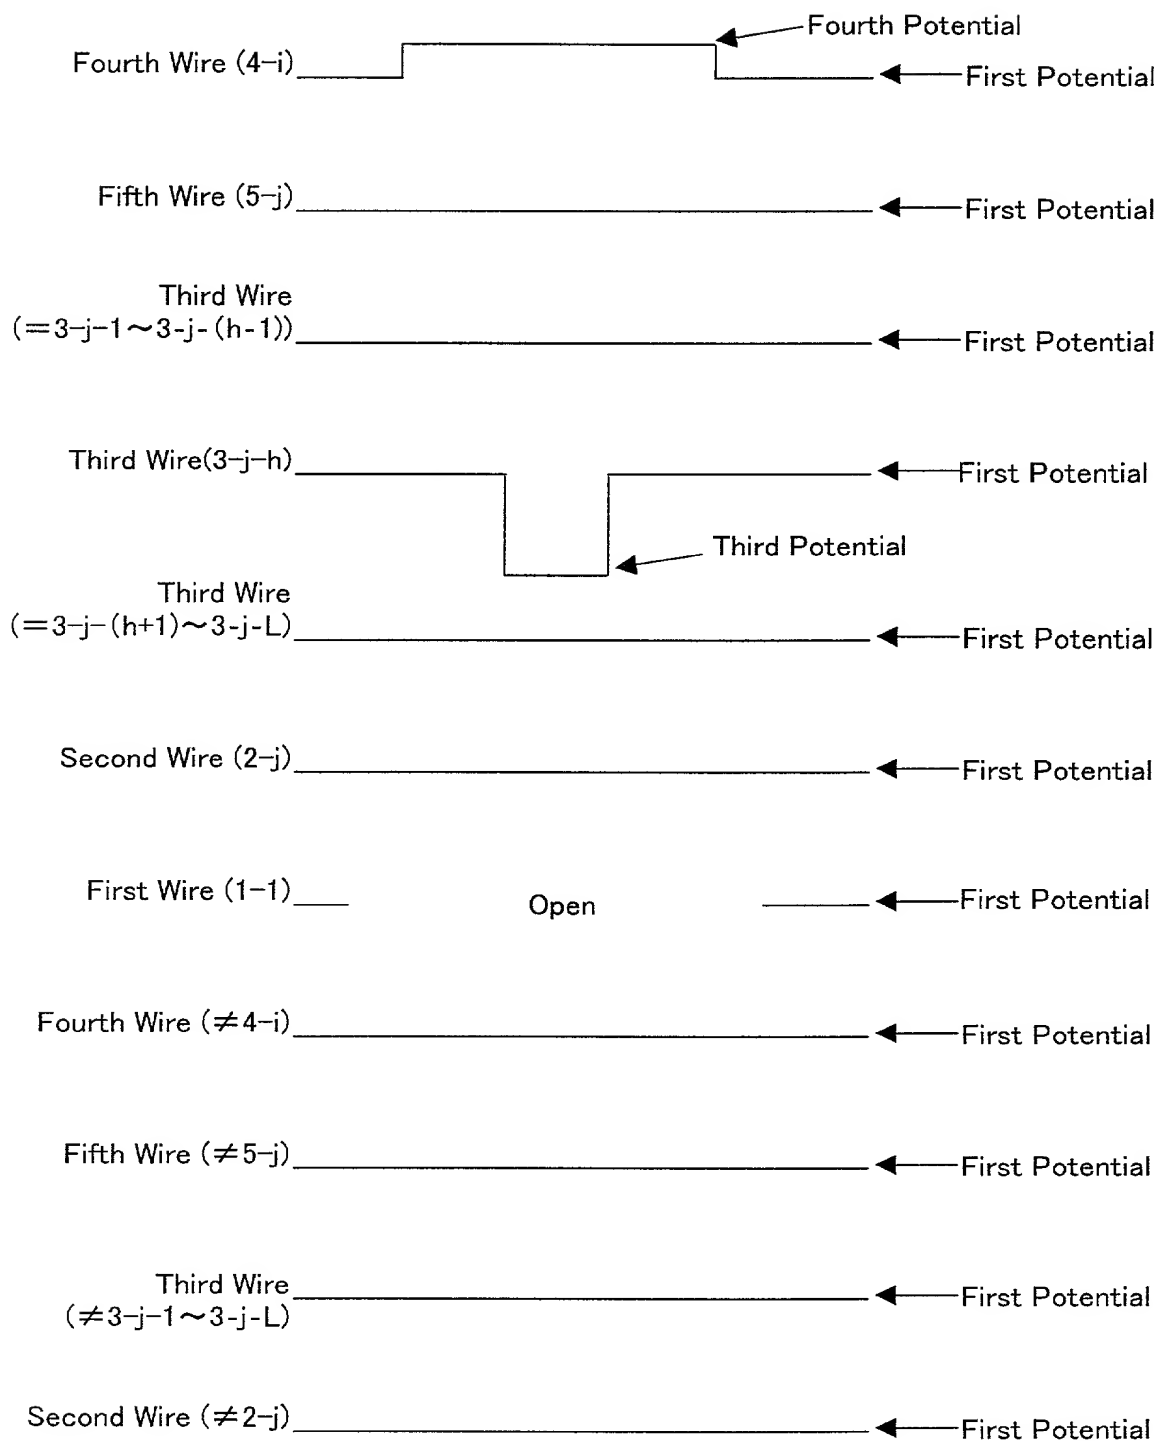 Fourth Potential
Fourth Wire (4-i)
First Potential
Fifth Wire (5-j)
First Potential
Third Wire
(=3-j-1~3-j-(h-1))
First Potential
Third Wire(3-j-h)
First Potential
Third Potential
Third Wire
(=3-j-(h+1)~3-j-L)
First Potential
Second Wire (2-j)
First Potential
First Wire (1-1)
Open
First Potential
Fourth Wire (≠4-i)
First Potential
Fifth Wire (≠5-j)
First Potential
Third Wire
(≠3-j-1~3-j-L)
First Potential
Second Wire (≠2-j)
First Potential